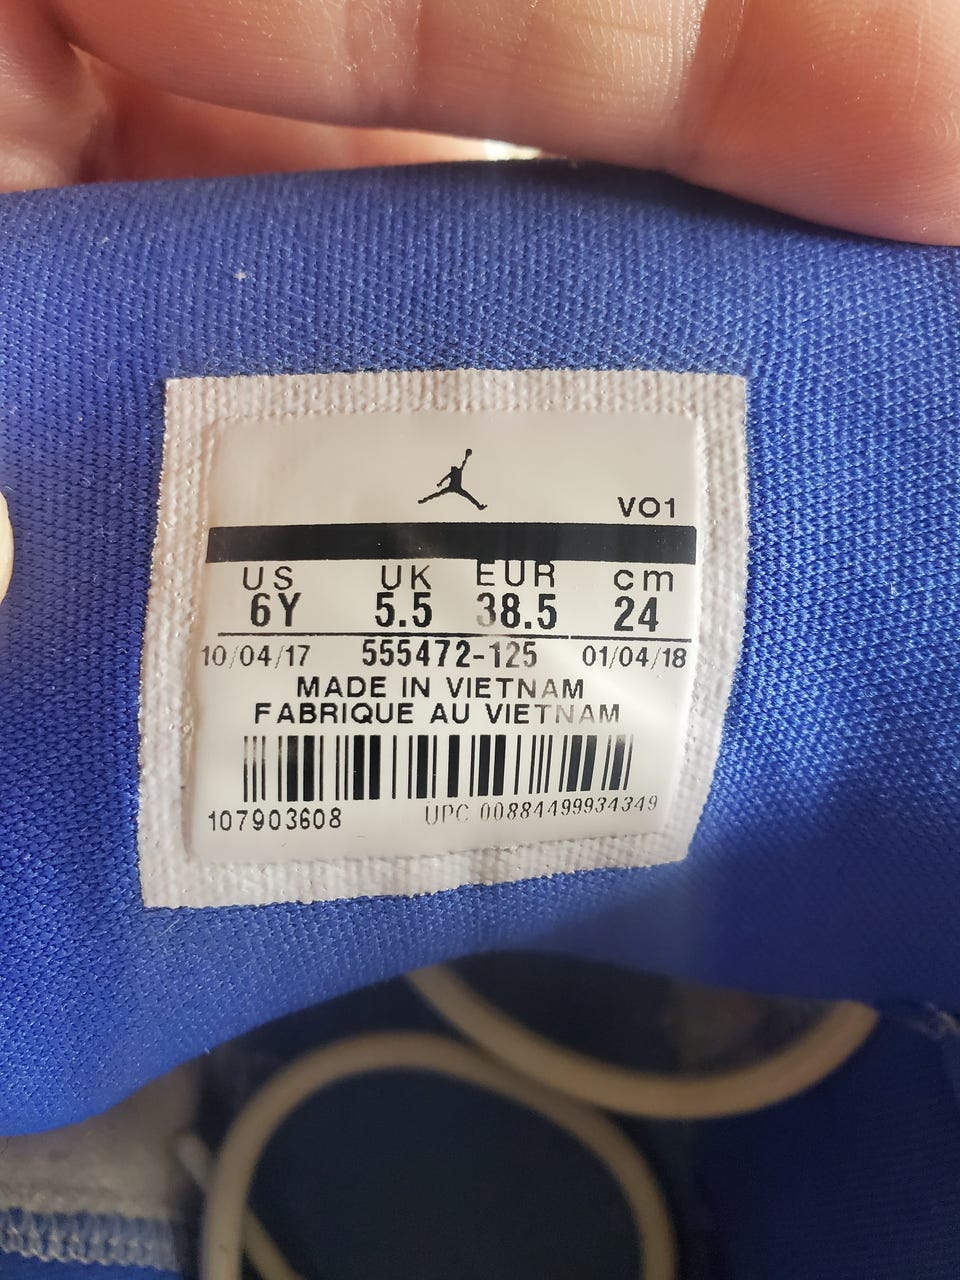 VO1
US UK EUR cm
6Y 5.5 38.5 24
10/04/17 555472-125 01/04/18
MADE IN VIETNAM
FABRIQUE AU VIETNAM
107903608 UPC 00884499934349